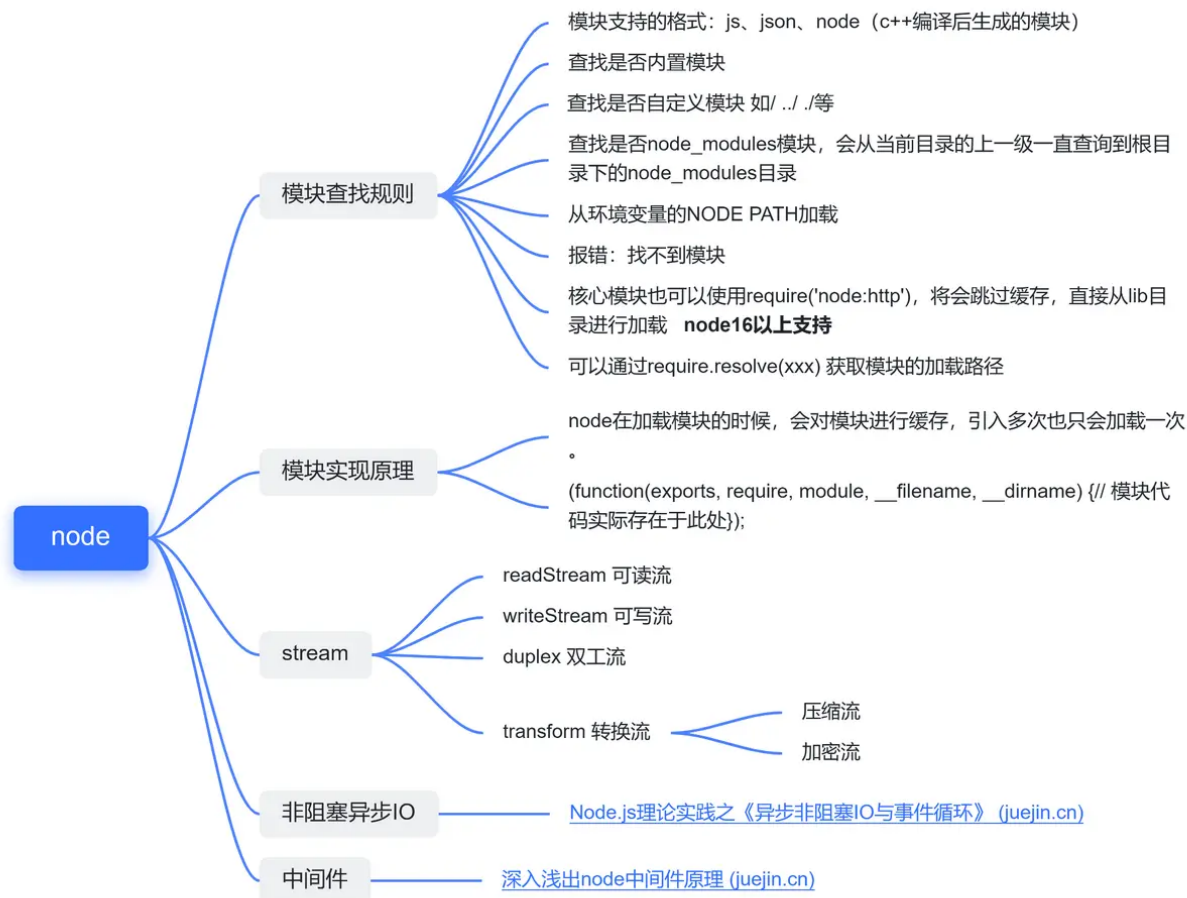 node
模块查找规则
模块支持的格式：js、json、node（c++编译后生成的模块）
查找是否内置模块
查找是否自定义模块 如/ ../ ./等
查找是否node_modules模块，会从当前目录的上一级一直查询到根目
录下的node_modules目录
从环境变量的NODE PATH加载
报错：找不到模块
核心模块也可以使用require('node:http')，将会跳过缓存，直接从lib目
录进行加载 node16以上支持
可以通过require.resolve(xxx) 获取模块的加载路径
模块实现原理
node在加载模块的时候，会对模块进行缓存，引入多次也只会加载一次
。
(function(exports, require, module, __filename, __dirname) {// 模块代
码实际存在于此处});
stream
readStream 可读流
writeStream 可写流
duplex 双工流
transform 转换流
压缩流
加密流
非阻塞异步IO
Node.js理论实践之《异步非阻塞IO与事件循环》 (juejin.cn)
中间件
深入浅出node中间件原理 (juejin.cn)